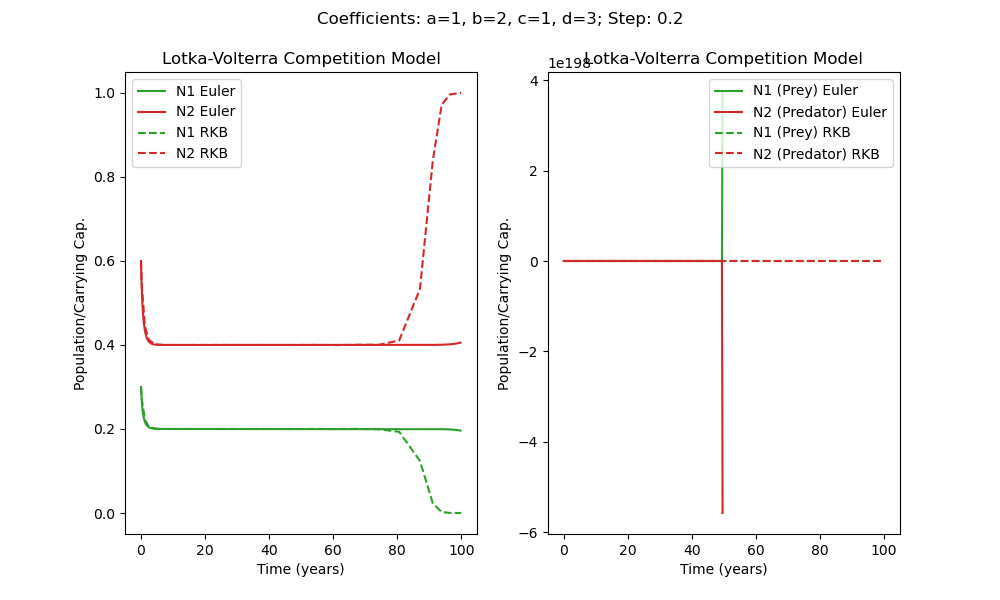 Coefficients: a=1, b=2, c=1, d=3; Step: 0.2
Lotka-Volterra Competition Model
N1 Euler
N2 Euler
N1 RKB
N2 RKB
Population/Carrying Cap.
1.0
0.8
0.6
0.4
0.2
0.0
0
20
40
60
80
100
Time (years)
1e198
Lotka-Volterra Competition Model
N1 (Prey) Euler
N2 (Predator) Euler
N1 (Prey) RKB
N2 (Predator) RKB
Population/Carrying Cap.
4
2
0
−2
−4
−6
0
20
40
60
80
100
Time (years)